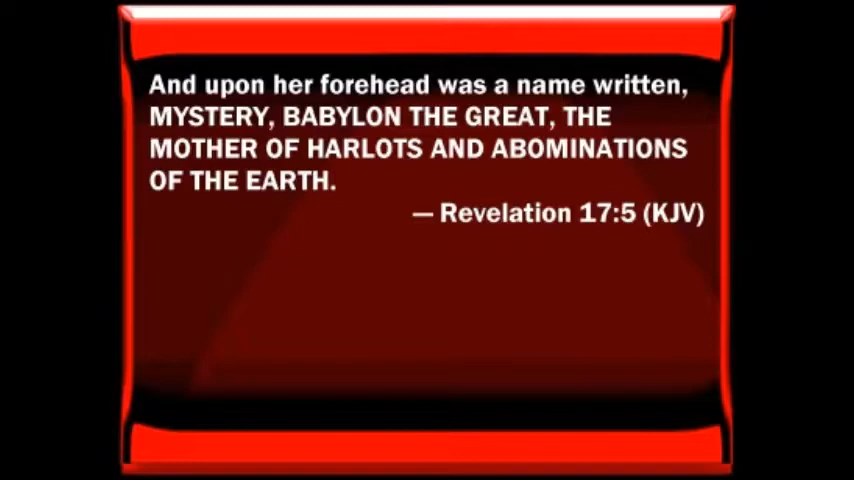 And upon her forehead was a name written,
MYSTERY, BABYLON THE GREAT, THE
MOTHER OF HARLOTS AND ABOMINATIONS
OF THE EARTH.
— Revelation 17:5 (KJV)